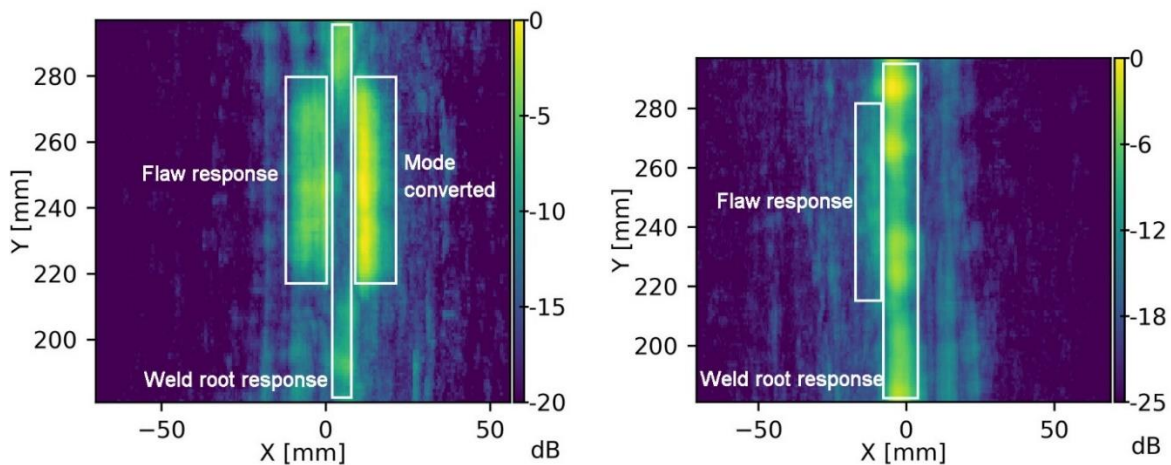 0
280
-5
260
Flaw response
Mode
converted
Y [mm]
240
-10
220
-15
200
Weld root response
-20
−50
0
50
X [mm]
dB
0
280
-6
260
Flaw response
Y [mm]
240
-12
220
-18
200
Weld root response
-25
−50
0
50
X [mm]
dB